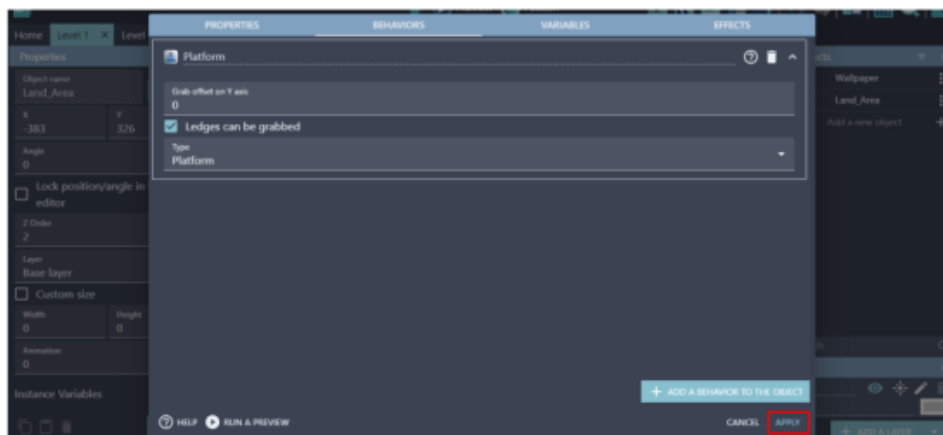 PROPERTIES
BEHAVIORS
VARIABLES
EFFECTS
Home
Level 1
×
Level
Properties
Platform
Object name
Land_Area
Grab offset on Y axis
0
X
-383
Y
326
Ledges can be grabbed
Type
Platform
Angle
0
Lock position/angle in
editor
Z Order
2
Layer
Base layer
Custom size
Width
0
Height
0
Animation
0
Instance Variables
Wallpaper
Land_Area
Add a new object
+ ADD A BEHAVIOR TO THE OBJECT
HELP
RUN A PREVIEW
CANCEL
APPLY
+ ADD A LAYER